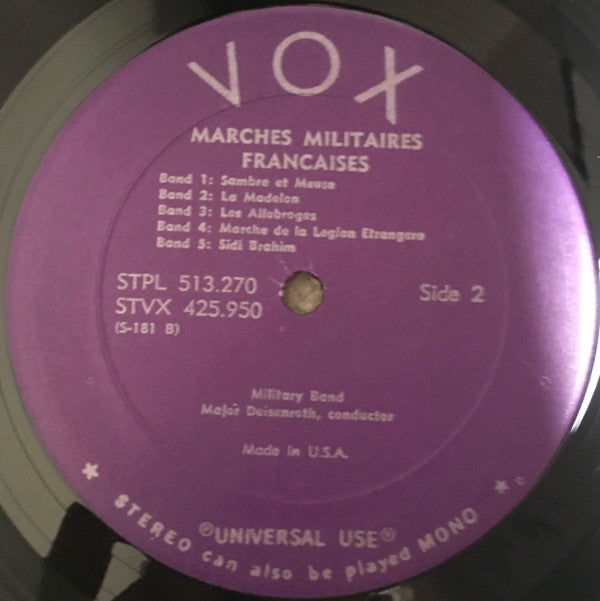 VOX
MARCHES MILITAIRES
FRANCAISES
Band 1: Sambre et Meuse
Band 2: La Madelon
Band 3: Les Allobroges
Band 4: Marche de la Legion Etrangere
Band 5: Sidi Brahim
STPL 513.270
STVX 425.950
(S-181 B)
Side 2
Military Band
Major Deisenroth, conductor
Made in U.S.A.
℗UNIVERSAL USE®
★ STEREO can also be played MONO ★